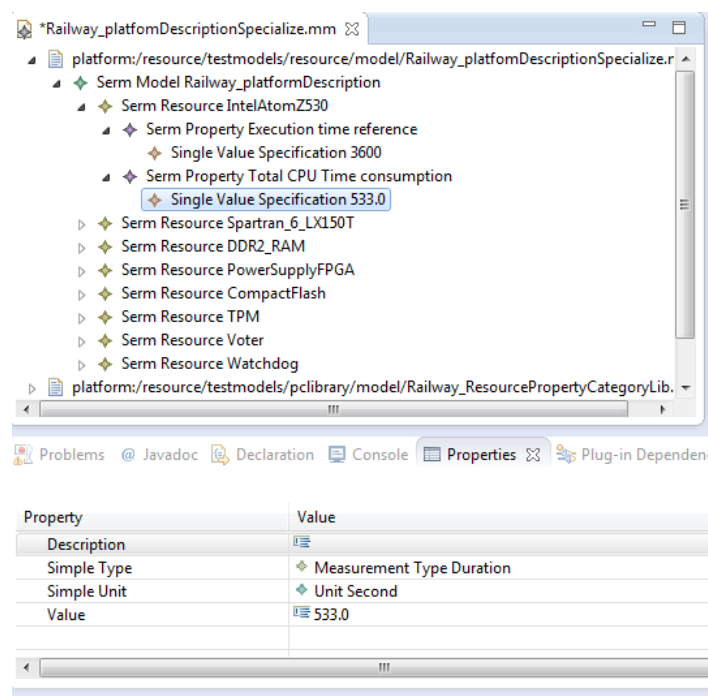 *Railway_platfomDescriptionSpecialize.mm
platform:/resource/testmodels/resource/model/Railway_platfomDescriptionSpecialize.r
Serm Model Railway_platformDescription
Serm Resource IntelAtomZ530
Serm Property Execution time reference
Single Value Specification 3600
Serm Property Total CPU Time consumption
Single Value Specification 533.0
Serm Resource Spartran_6_LX150T
Serm Resource DDR2_RAM
Serm Resource PowerSupplyFPGA
Serm Resource CompactFlash
Serm Resource TPM
Serm Resource Voter
Serm Resource Watchdog
platform:/resource/testmodels/pclibrary/model/Railway_ResourcePropertyCategoryLib.
Problems @ Javadoc Declaration Console Properties Plug-in Dependen
Property Value
Description
Simple Type Measurement Type Duration
Simple Unit Unit Second
Value 533.0